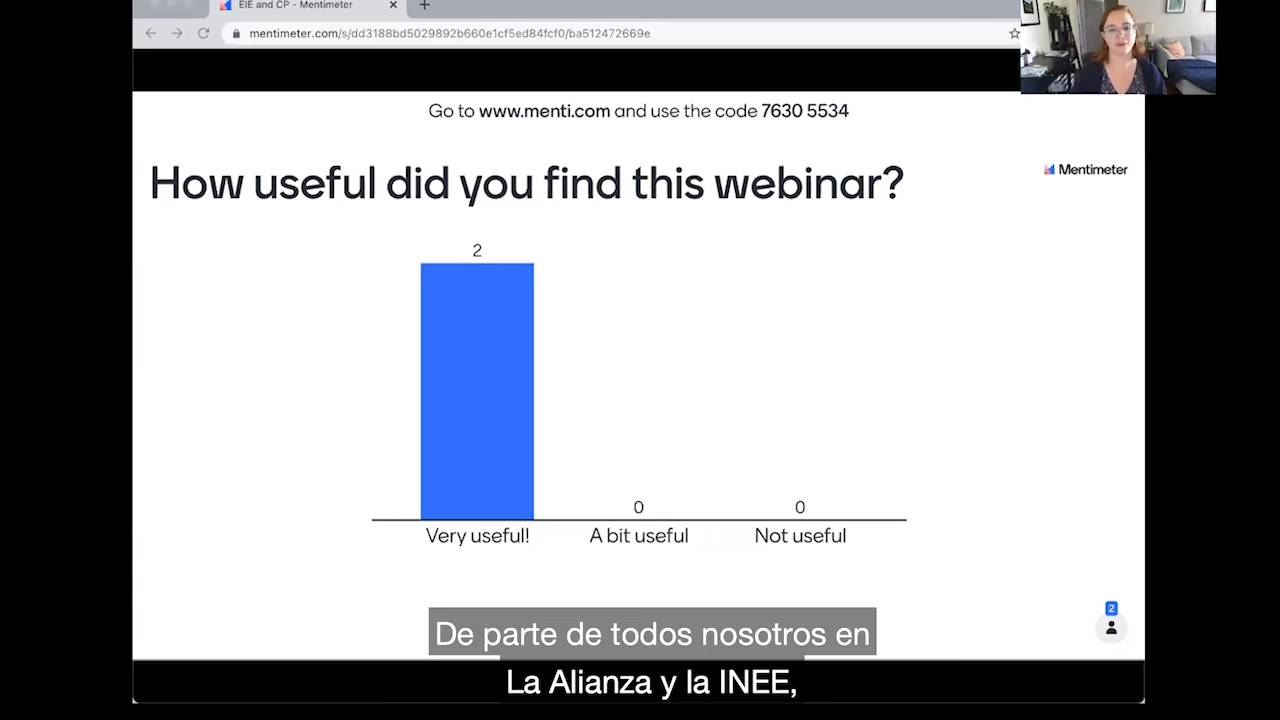 EIE and CP - Mentimeter
mentimeter.com/s/dd3188bd5029892b660e1cf5ed84fcf0/ba512472669e
Go to www.menti.com and use the code 7630 5534
How useful did you find this webinar?
Mentimeter
2
0
0
Very useful!
A bit useful
Not useful
2
De parte de todos nosotros en
La Alianza y la INEE,